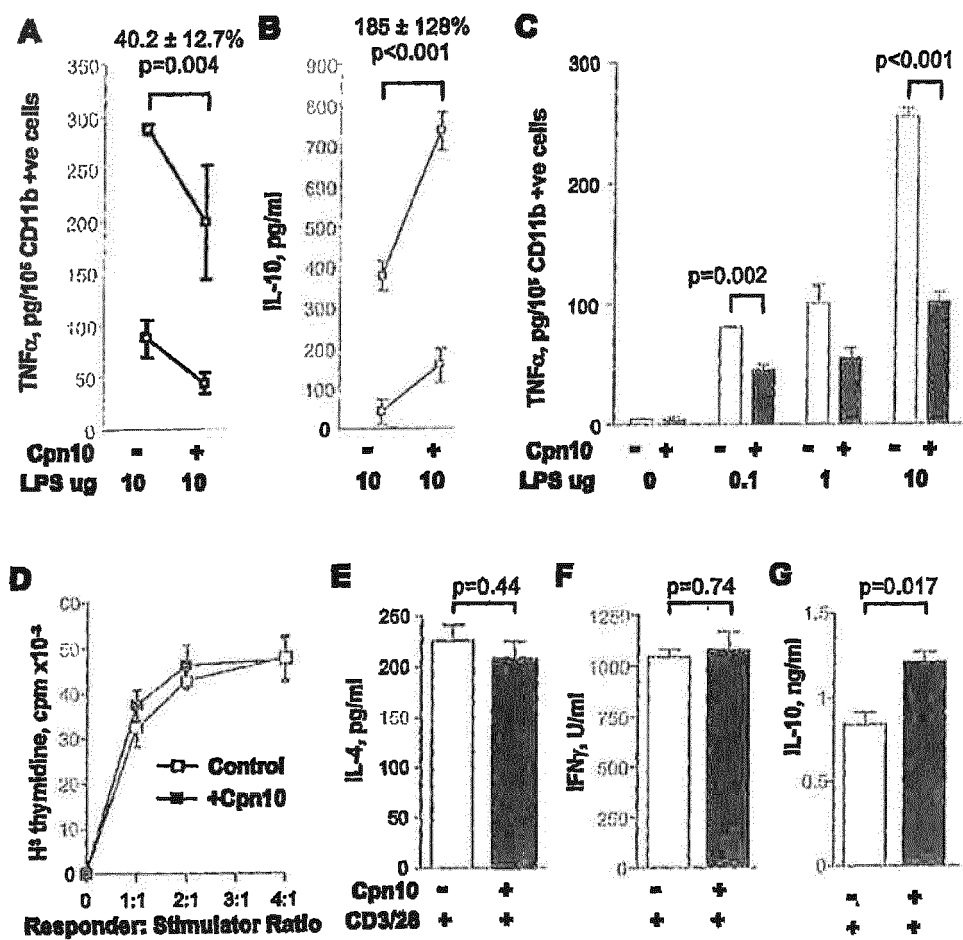 A
40.2 ± 12.7%
p=0.004
TNFα, pg/10⁵ CD11b +ve cells
350
300
250
200
150
100
50
0
Cpn10 - +
LPS ug 10 10
B
185 ± 128%
p<0.001
IL-10, pg/ml
900
800
700
600
500
400
300
200
100
0
- +
10 10
C
p<0.001
p=0.002
TNFα, pg/10⁵ CD11b +ve cells
300
200
100
0
Cpn10 - + - + - + - +
LPS ug 0 0.1 1 10
D
H³ thymidine, cpm x10⁻³
60
50
40
30
20
10
0
Control
+Cpn10
0 1:1 2:1 3:1 4:1
Responder: Stimulator Ratio
E
p=0.44
IL-4, pg/ml
250
200
150
200
100
50
0
Cpn10 - +
CD3/28 + +
F
p=0.74
IFNγ, U/ml
1250
1000
750
500
250
0
- +
+ +
G
p=0.017
IL-10, ng/ml
1.5
1
0.5
0
- +
+ +